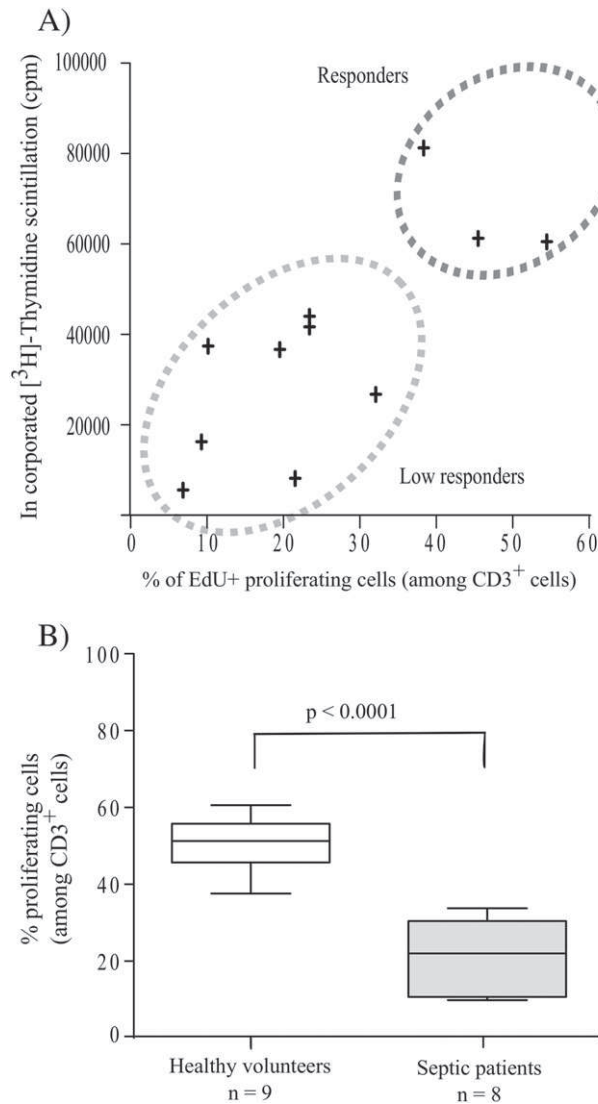 A)
In corporated [³H]-Thymidine scintillation (cpm)
100000
80000
60000
40000
20000
Responders
Low responders
0 10 20 30 40 50 60
% of EdU+ proliferating cells (among CD3⁺ cells)
B)
% proliferating cells
(among CD3⁺ cells)
100
80
60
40
20
0
p < 0.0001
Healthy volunteers Septic patients
n = 9 n = 8